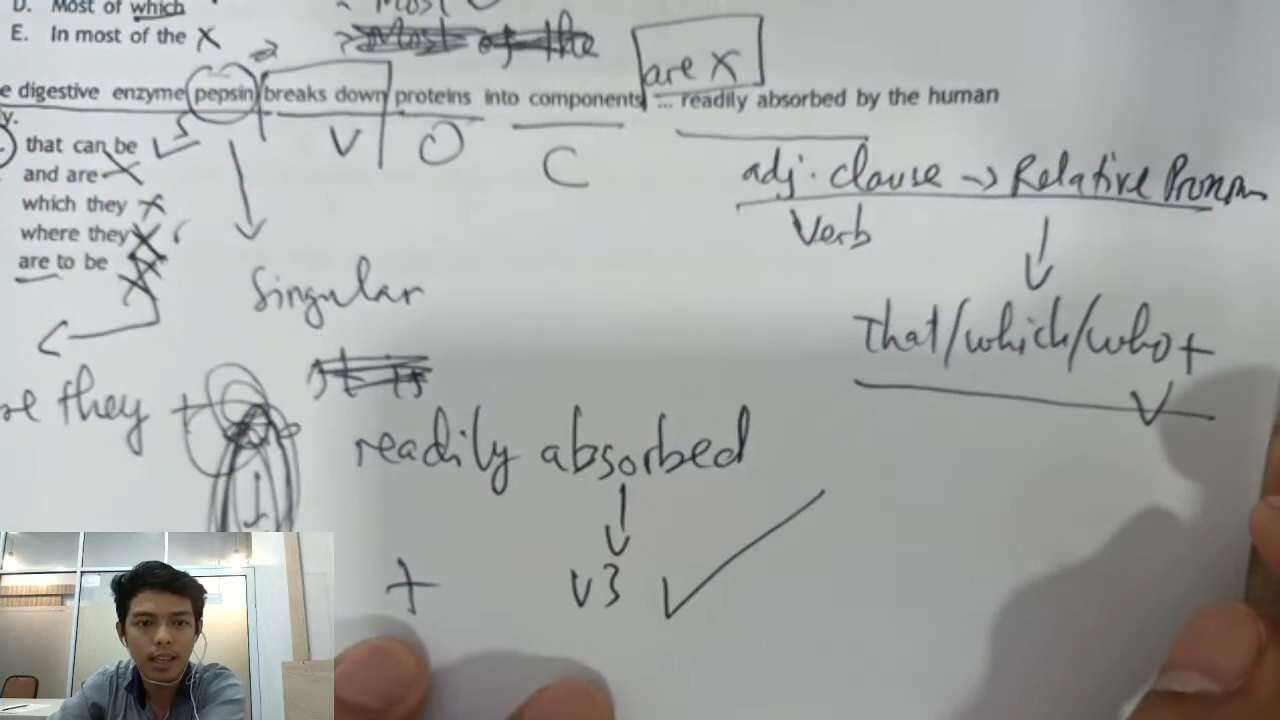 D. Most of which
Most
E. In most of the X
Most of the
are X
e digestive enzyme pepsin breaks down proteins into components ... readily absorbed by the human
y.
S V O C
that can be
and are
which they
where they
are to be
adj. clause → Relative
Verb
Singular
That/which/who +
V
they +
readily absorbed
+ V3